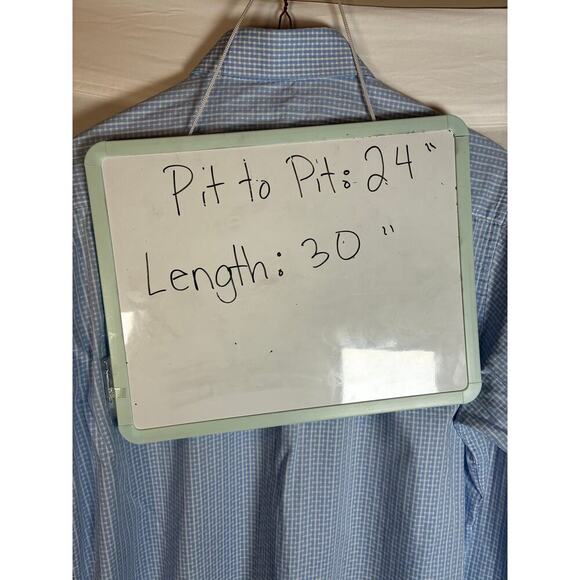 Pit to Pit: 24"
Length: 30"